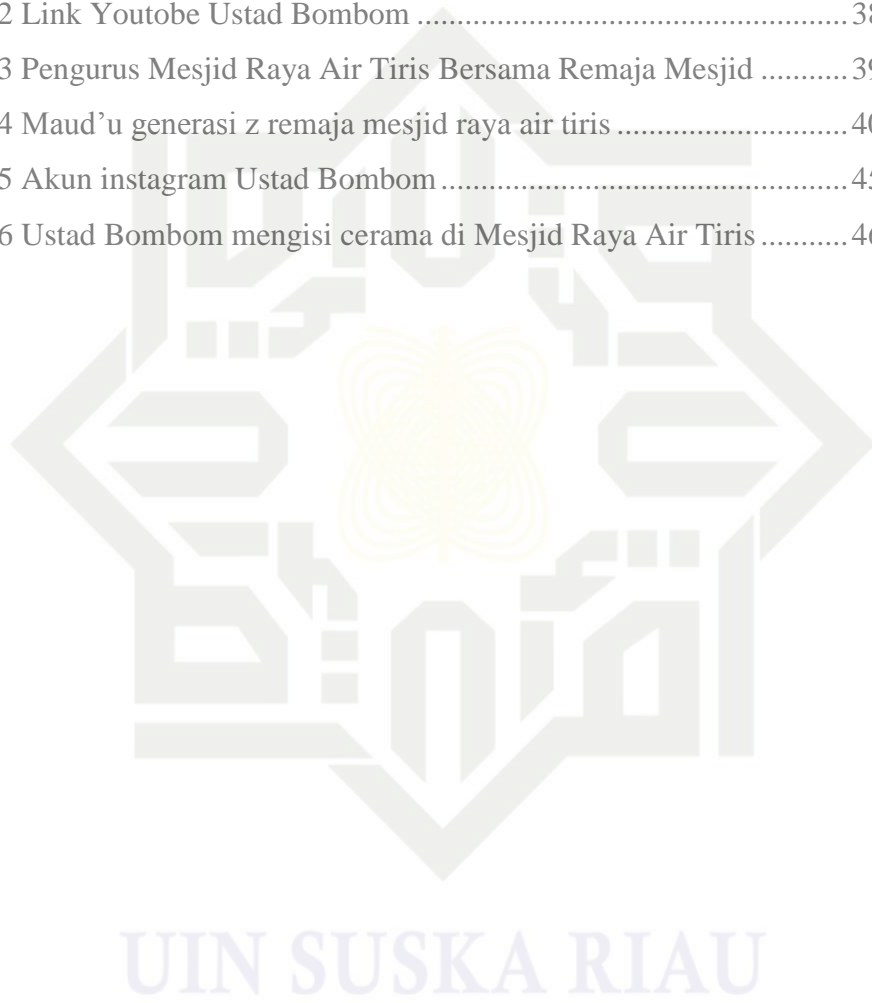 2 Link Youtobe Ustad Bombom ........................................................ 38
3 Pengurus Mesjid Raya Air Tiris Bersama Remaja Mesjid ........... 39
4 Maud’u generasi z remaja mesjid raya air tiris .............................. 40
5 Akun instagram Ustad Bombom ..................................................... 45
6 Ustad Bombom mengisi cerama di Mesjid Raya Air Tiris ........... 46
UIN SUSKA RIAU